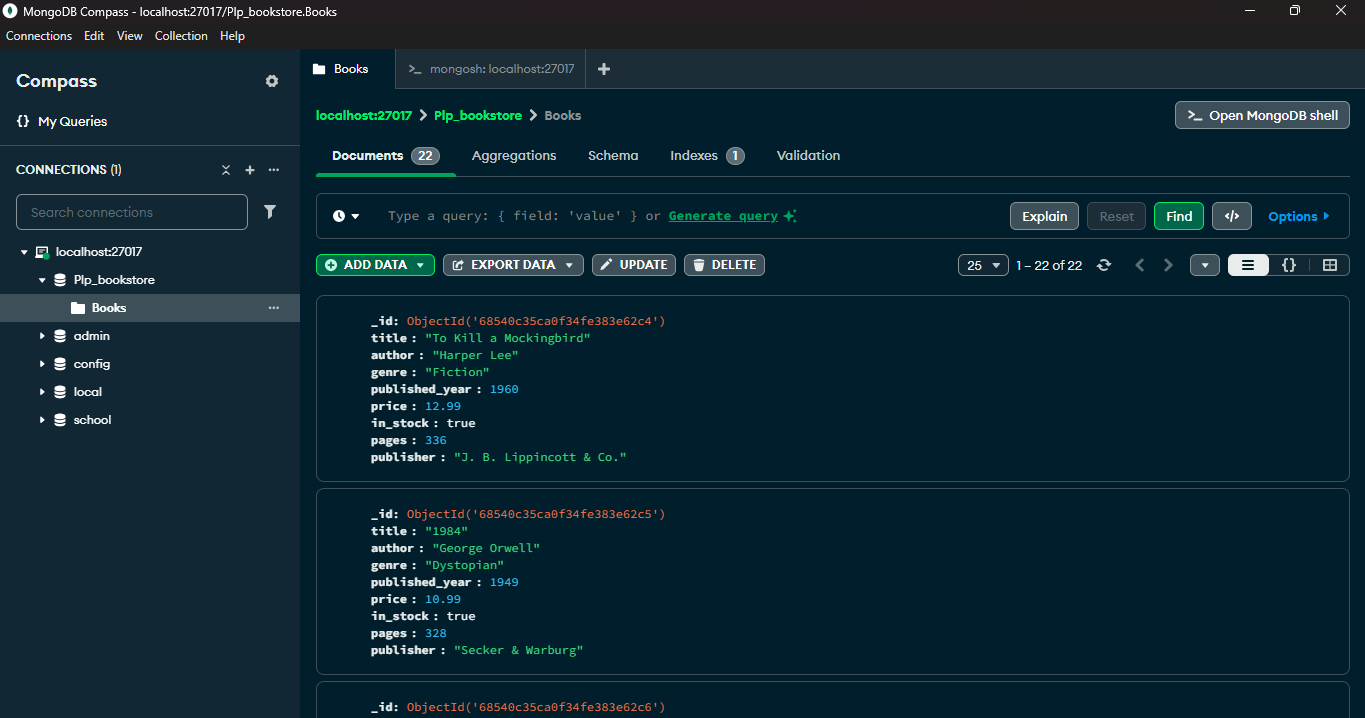 MongoDB Compass - localhost:27017/Plp_bookstore.Books
Connections Edit View Collection Help
Compass
{} My Queries
CONNECTIONS (1)
Search connections
localhost:27017
Plp_bookstore
Books
admin
config
local
school
Books
mongosh: localhost:27017
localhost:27017 > Plp_bookstore > Books
Open MongoDB shell
Documents 22 Aggregations Schema Indexes 1 Validation
Type a query: { field: 'value' } or Generate query
Explain Reset Find </> Options
ADD DATA EXPORT DATA UPDATE DELETE
25 1 – 22 of 22 {}
_id: ObjectId('68540c35ca0f34fe383e62c4')
title : "To Kill a Mockingbird"
author : "Harper Lee"
genre : "Fiction"
published_year : 1960
price : 12.99
in_stock : true
pages : 336
publisher : "J. B. Lippincott & Co."
_id: ObjectId('68540c35ca0f34fe383e62c5')
title : "1984"
author : "George Orwell"
genre : "Dystopian"
published_year : 1949
price : 10.99
in_stock : true
pages : 328
publisher : "Secker & Warburg"
_id: ObjectId('68540c35ca0f34fe383e62c6')